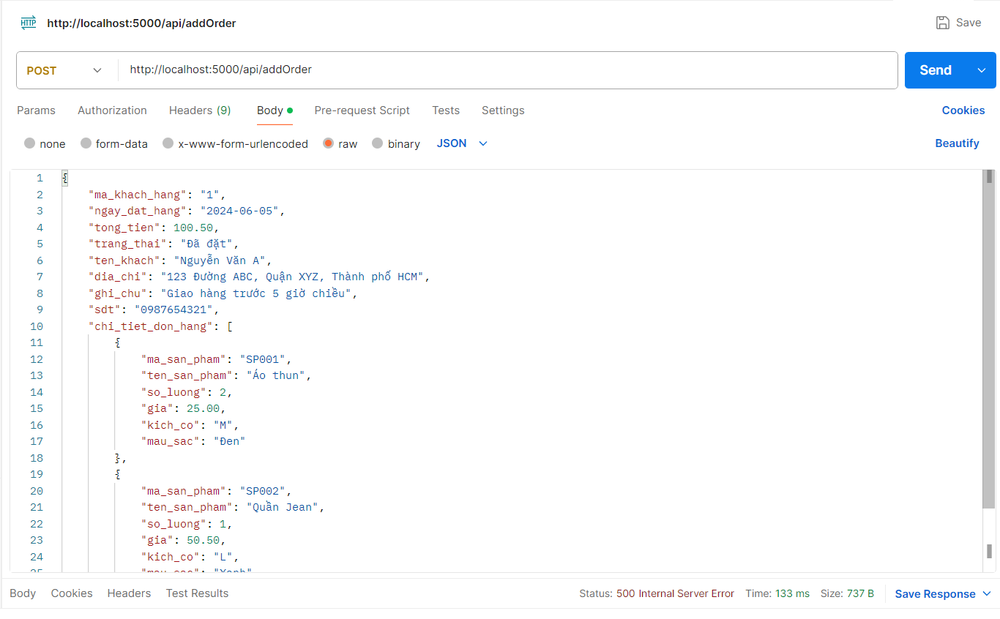 HTTP http://localhost:5000/api/addOrder Save
POST http://localhost:5000/api/addOrder Send
Params Authorization Headers (9) Body Pre-request Script Tests Settings Cookies
none form-data x-www-form-urlencoded raw binary JSON Beautify
1 {
2 "ma_khach_hang": "1",
3 "ngay_dat_hang": "2024-06-05",
4 "tong_tien": 100.50,
5 "trang_thai": "Đã đặt",
6 "ten_khach": "Nguyễn Văn A",
7 "dia_chi": "123 Đường ABC, Quận XYZ, Thành phố HCM",
8 "ghi_chu": "Giao hàng trước 5 giờ chiều",
9 "sdt": "0987654321",
10 "chi_tiet_don_hang": [
11 {
12 "ma_san_pham": "SP001",
13 "ten_san_pham": "Áo thun",
14 "so_luong": 2,
15 "gia": 25.00,
16 "kich_co": "M",
17 "mau_sac": "Đen"
18 },
19 {
20 "ma_san_pham": "SP002",
21 "ten_san_pham": "Quần Jean",
22 "so_luong": 1,
23 "gia": 50.50,
24 "kich_co": "L",
25 "mau_sac": "Xanh"
Body Cookies Headers Test Results Status: 500 Internal Server Error Time: 133 ms Size: 737 B Save Response